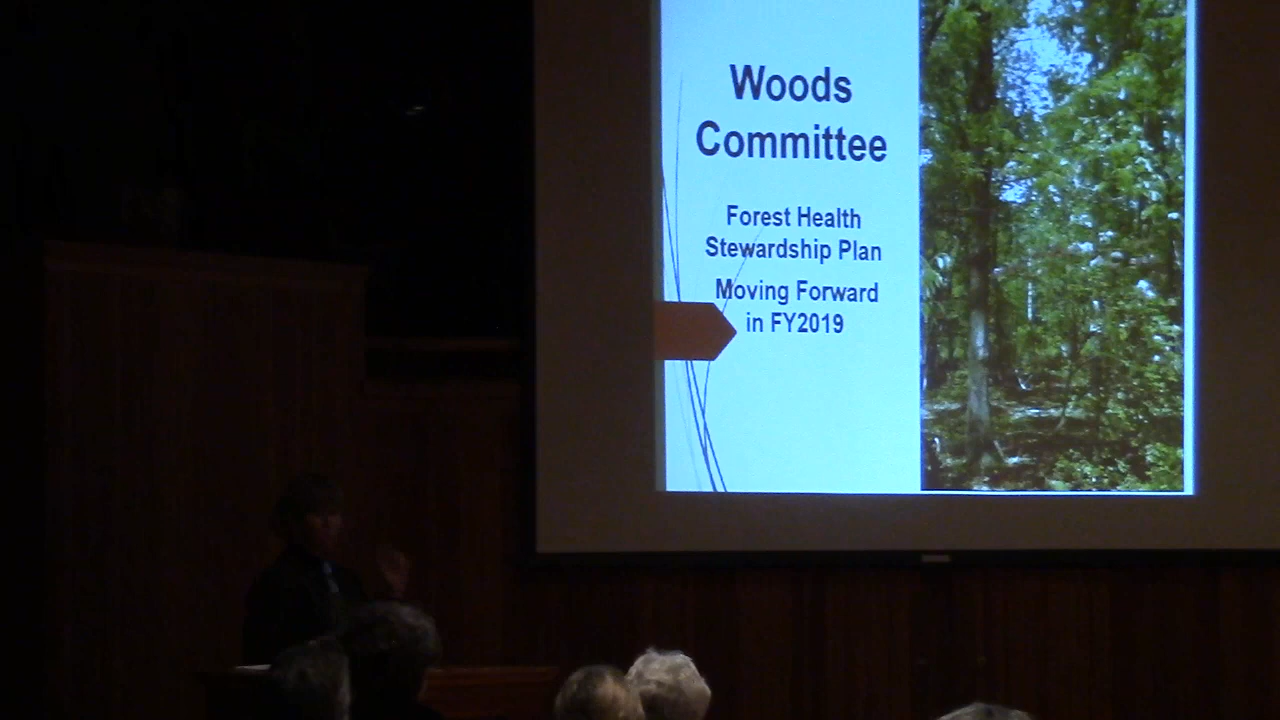 Woods
Committee
Forest Health
Stewardship Plan
Moving Forward
in FY2019